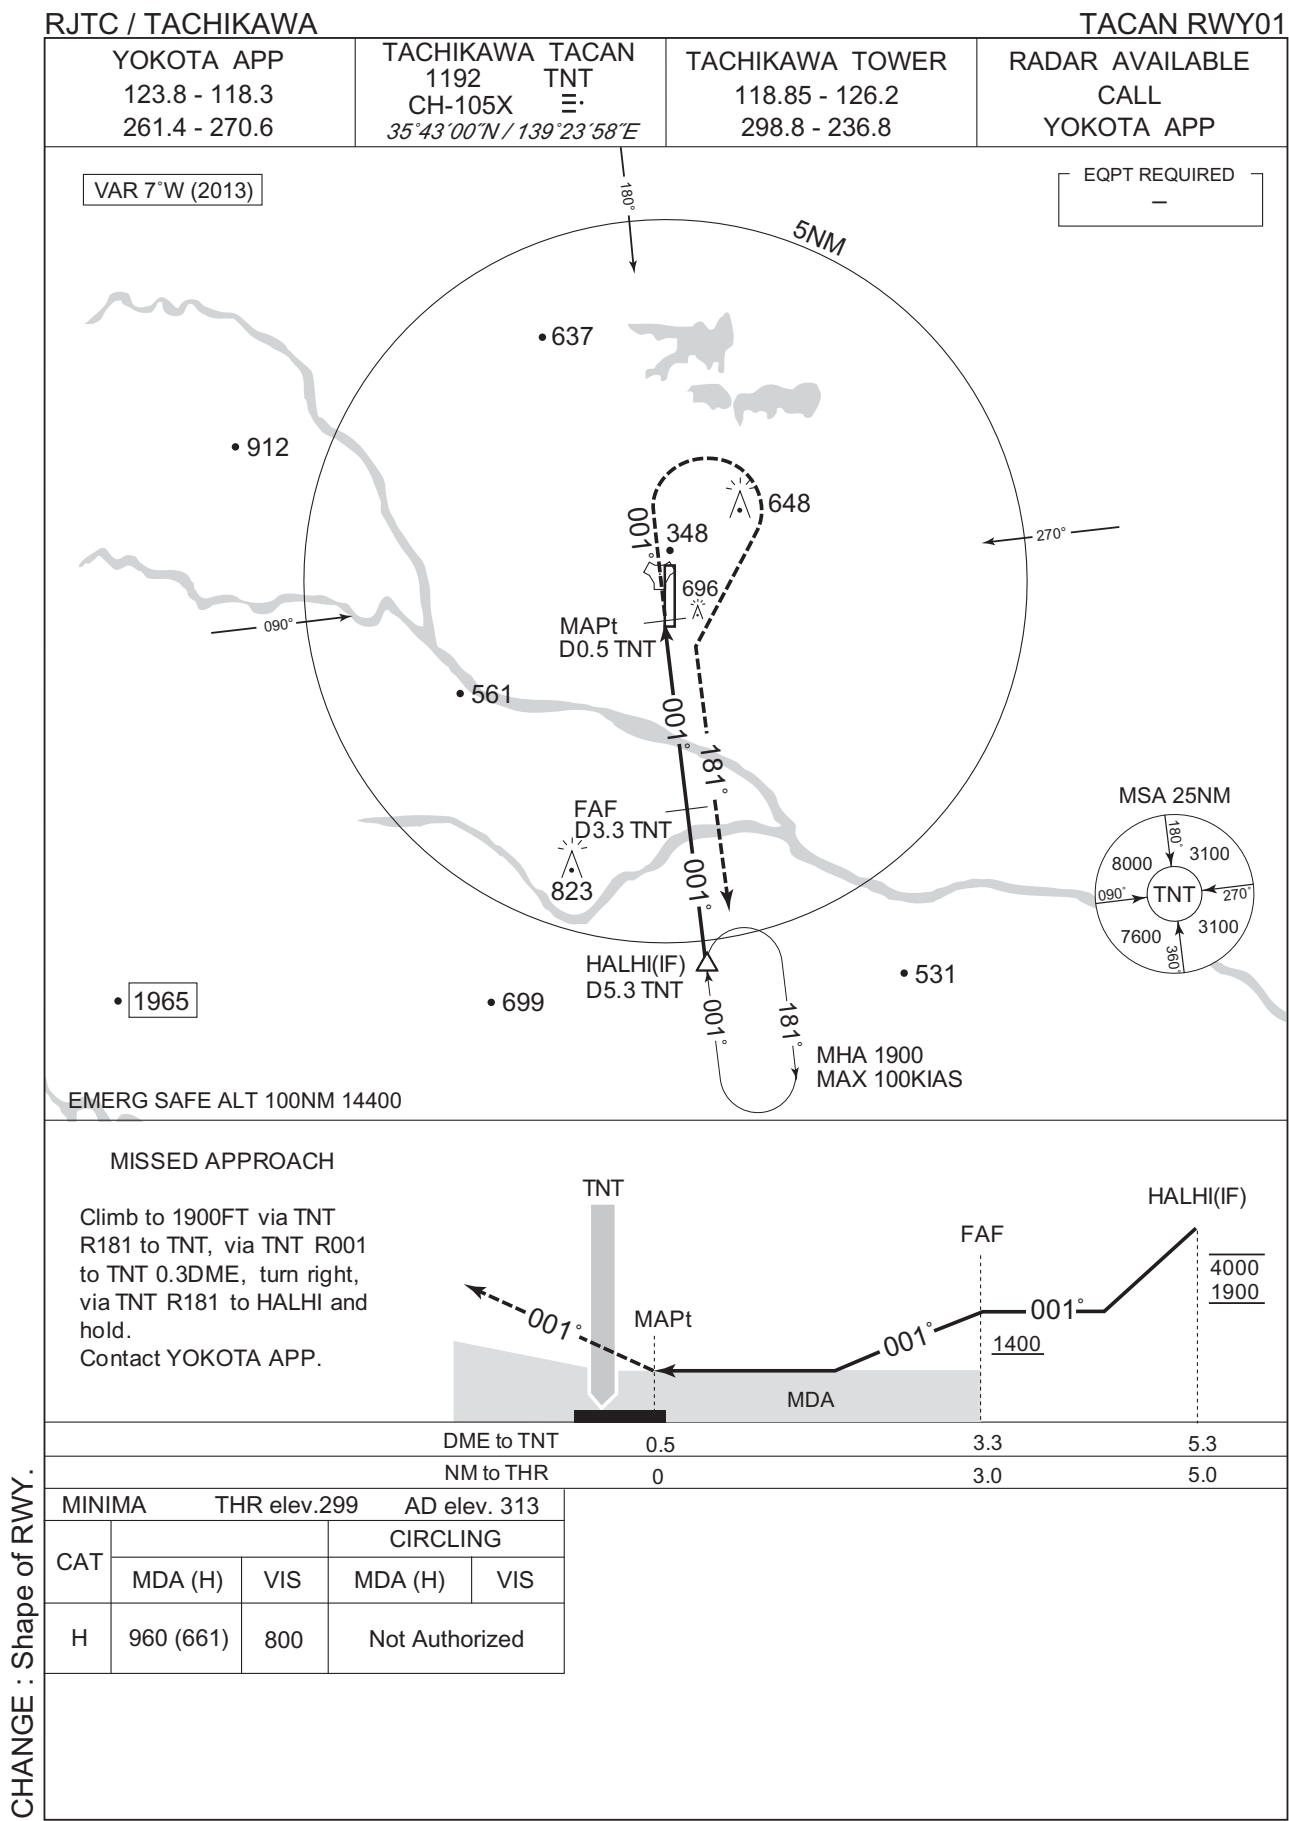 RJTC / TACHIKAWA
TACAN RWY01
YOKOTA APP
123.8 - 118.3
261.4 - 270.6
TACHIKAWA TACAN
1192 TNT
CH-105X
35°43´00˝N / 139°23´58˝E
TACHIKAWA TOWER
118.85 - 126.2
298.8 - 236.8
RADAR AVAILABLE
CALL
YOKOTA APP
VAR 7°W (2013)
EQPT REQUIRED
–
180°
5NM
637
912
648
001°
348
270°
696
090°
MAPt
D0.5 TNT
561
001°
181°
FAF
D3.3 TNT
823
001°
MSA 25NM
180°
8000
3100
090°
TNT
270°
7600
3100
360°
HALHI(IF)
D5.3 TNT
531
1965
699
001°
181°
MHA 1900
MAX 100KIAS
EMERG SAFE ALT 100NM 14400
MISSED APPROACH
Climb to 1900FT via TNT
R181 to TNT, via TNT R001
to TNT 0.3DME, turn right,
via TNT R181 to HALHI and
hold.
Contact YOKOTA APP.
TNT
HALHI(IF)
FAF
4000
1900
001°
MAPt
001°
001°
1400
MDA
DME to TNT 0.5 3.3 5.3
NM to THR 0 3.0 5.0
MINIMA THR elev.299 AD elev. 313
CAT
CIRCLING
MDA (H) VIS MDA (H) VIS
H 960 (661) 800 Not Authorized
CHANGE : Shape of RWY.